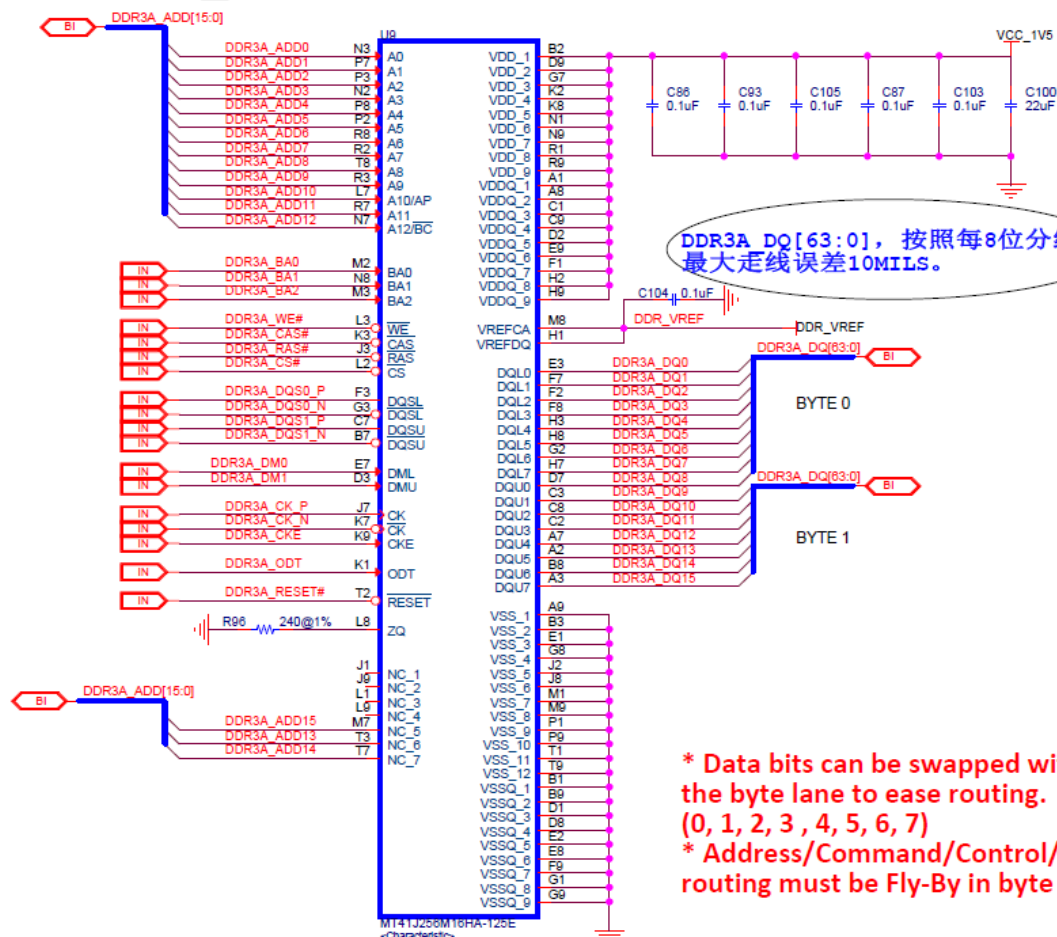 BI
DDR3A_ADD[15:0]
U9
DDR3A_ADD0 N3 A0
DDR3A_ADD1 P7 A1
DDR3A_ADD2 P3 A2
DDR3A_ADD3 N2 A3
DDR3A_ADD4 P8 A4
DDR3A_ADD5 P2 A5
DDR3A_ADD6 R8 A6
DDR3A_ADD7 R2 A7
DDR3A_ADD8 T8 A8
DDR3A_ADD9 R3 A9
DDR3A_ADD10 L7 A10/AP
DDR3A_ADD11 R7 A11
DDR3A_ADD12 N7 A12/BC
IN DDR3A_BA0 M2 BA0
IN DDR3A_BA1 N8 BA1
IN DDR3A_BA2 M3 BA2
IN DDR3A_WE# L3 WE
IN DDR3A_CAS# K3 CAS
IN DDR3A_RAS# J3 RAS
IN DDR3A_CS# L2 CS
IN DDR3A_DQS0_P F3 DQSL
IN DDR3A_DQS0_N G3 DQSL
IN DDR3A_DQS1_P C7 DQSU
IN DDR3A_DQS1_N B7 DQSU
IN DDR3A_DM0 E7 DML
IN DDR3A_DM1 D3 DMU
IN DDR3A_CK_P J7 CK
IN DDR3A_CK_N K7 CK
IN DDR3A_CKE K9 CKE
IN DDR3A_ODT K1 ODT
IN DDR3A_RESET# T2 RESET
R96 240@1% L8 ZQ
J1 NC_1
J9 NC_2
L1 NC_3
L9 NC_4
BI
DDR3A_ADD[15:0]
DDR3A_ADD15 M7 NC_5
DDR3A_ADD13 T3 NC_6
DDR3A_ADD14 T7 NC_7
VDD_1 B2
VDD_2 D9
VDD_3 G7
VDD_4 K2
VDD_5 K8
VDD_6 N1
VDD_7 N9
VDD_8 R1
VDD_9 R9
VDDQ_1 A1
VDDQ_2 A8
VDDQ_3 C1
VDDQ_4 C9
VDDQ_5 D2
VDDQ_6 E9
VDDQ_7 F1
VDDQ_8 H2
VDDQ_9 H9
VREFCA M8
VREFDQ H1
DQL0 E3 DDR3A_DQ0
DQL1 F7 DDR3A_DQ1
DQL2 F2 DDR3A_DQ2
DQL3 F8 DDR3A_DQ3
DQL4 H3 DDR3A_DQ4
DQL5 H8 DDR3A_DQ5
DQL6 G2 DDR3A_DQ6
DQL7 H7 DDR3A_DQ7
DQU0 D7 DDR3A_DQ8
DQU1 C3 DDR3A_DQ9
DQU2 C8 DDR3A_DQ10
DQU3 C2 DDR3A_DQ11
DQU4 A7 DDR3A_DQ12
DQU5 A2 DDR3A_DQ13
DQU6 B8 DDR3A_DQ14
DQU7 A3 DDR3A_DQ15
VSS_1 A9
VSS_2 B3
VSS_3 E1
VSS_4 G8
VSS_5 J2
VSS_6 J8
VSS_7 M1
VSS_8 M9
VSS_9 P1
VSS_10 P9
VSS_11 T1
VSS_12 T9
VSSQ_1 B1
VSSQ_2 B9
VSSQ_3 D1
VSSQ_4 D8
VSSQ_5 E2
VSSQ_6 E8
VSSQ_7 F9
VSSQ_8 G1
VSSQ_9 G9
MT41J256M16HA-125E
<Characteristic>
VCC_1V5
C86 C93 C105 C87 C103 C100
0.1uF 0.1uF 0.1uF 0.1uF 0.1uF 22uF
DDR3A_DQ[63:0], 按照每8位分
最大走线误差10MILS。
C104 0.1uF
DDR_VREF
DDR_VREF
DDR3A_DQ[63:0]
BI
BYTE 0
DDR3A_DQ[63:0]
BI
BYTE 1
* Data bits can be swapped wi
the byte lane to ease routing.
(0, 1, 2, 3 , 4, 5, 6, 7)
* Address/Command/Control/
routing must be Fly-By in byte